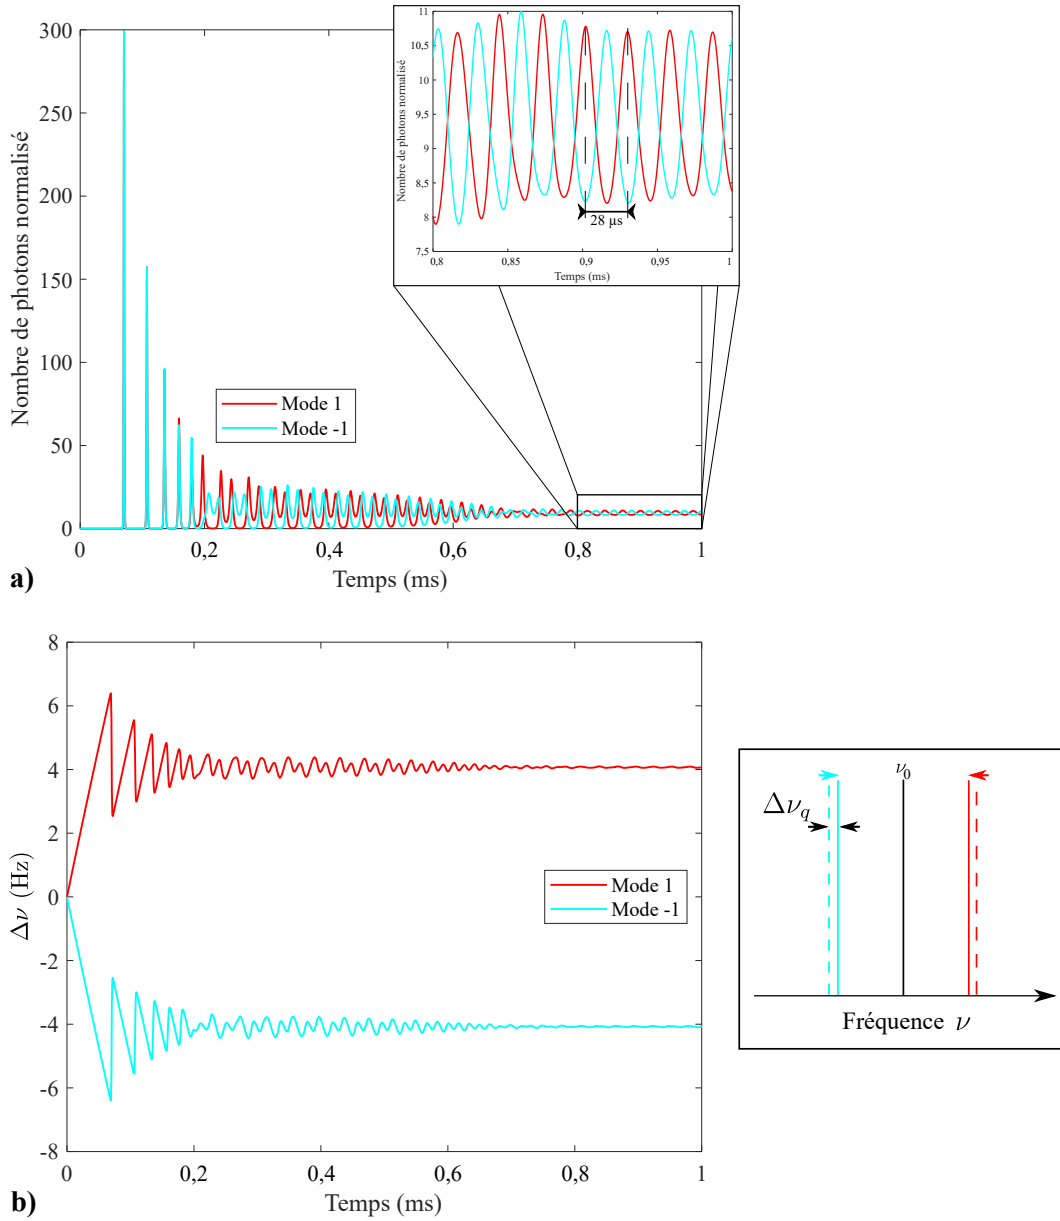 11
10,5
10
9,5
9
8,5
8
7,5
Nombre de photons normalisé
28 µs
0,8 0,85 0,9 0,95 1
Temps (ms)
300
250
200
150
100
50
0
Nombre de photons normalisé
Mode 1
Mode -1
0 0,2 0,4 0,6 0,8 1
Temps (ms)
a)
8
6
4
2
0
-2
-4
-6
-8
Δν (Hz)
Mode 1
Mode -1
0 0,2 0,4 0,6 0,8 1
Temps (ms)
b)
ν₀
Δν_q
Fréquence ν